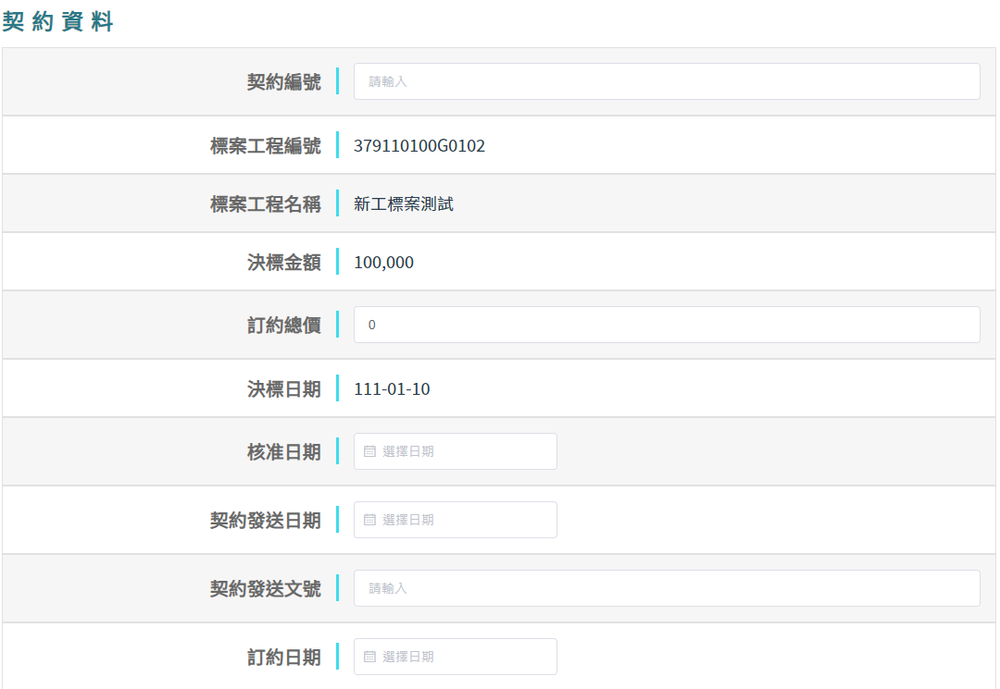 契約資料
契約編號 請輸入
標案工程編號 379110100G0102
標案工程名稱 新工標案測試
決標金額 100,000
訂約總價 0
決標日期 111-01-10
核准日期 選擇日期
契約發送日期 選擇日期
契約發送文號 請輸入
訂約日期 選擇日期